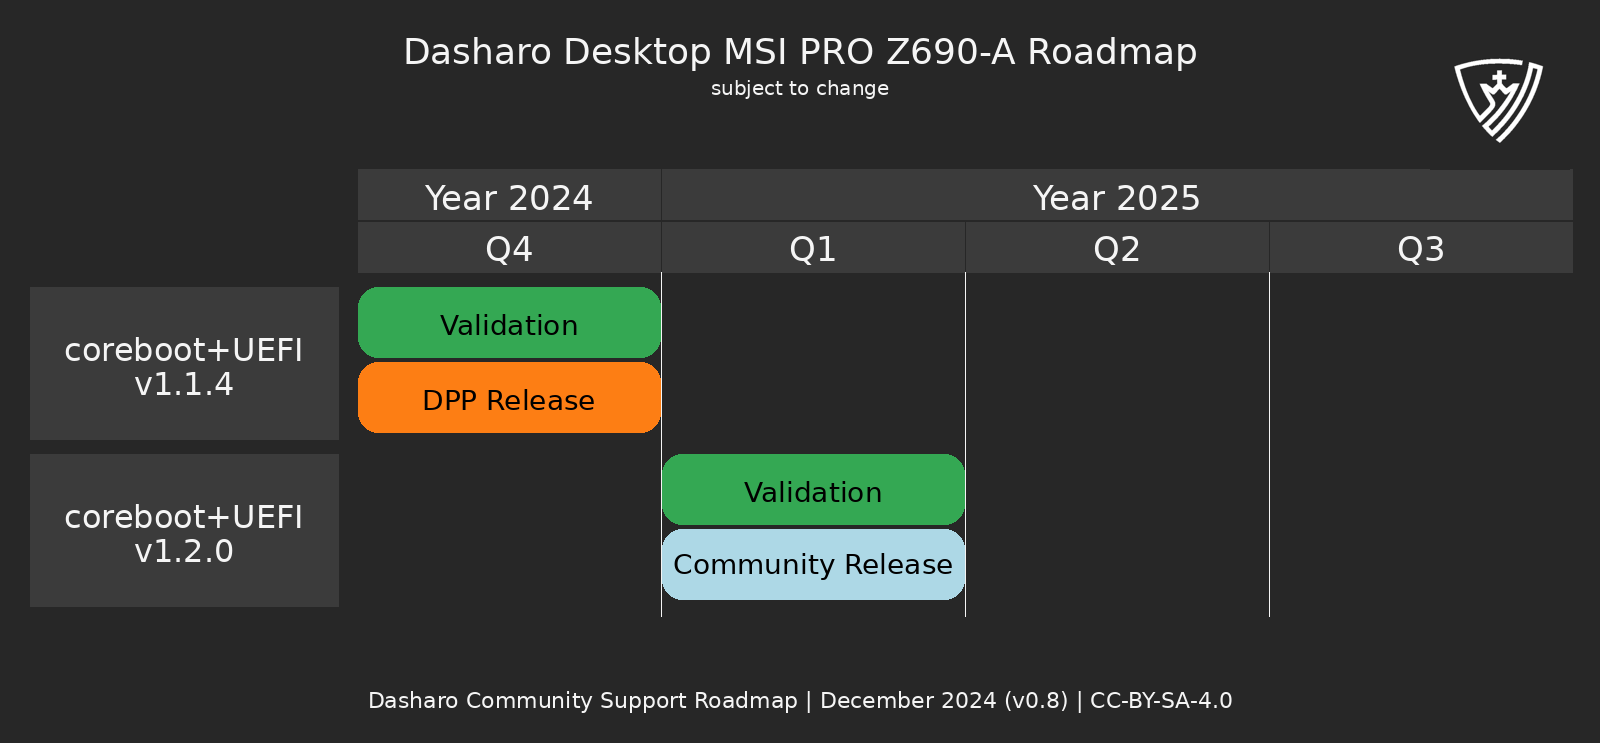 Dasharo Desktop MSI PRO Z690-A Roadmap
subject to change
Year 2024
Year 2025
Q4
Q1
Q2
Q3
coreboot+UEFI
v1.1.4
Validation
DPP Release
coreboot+UEFI
v1.2.0
Validation
Community Release
Dasharo Community Support Roadmap | December 2024 (v0.8) | CC-BY-SA-4.0